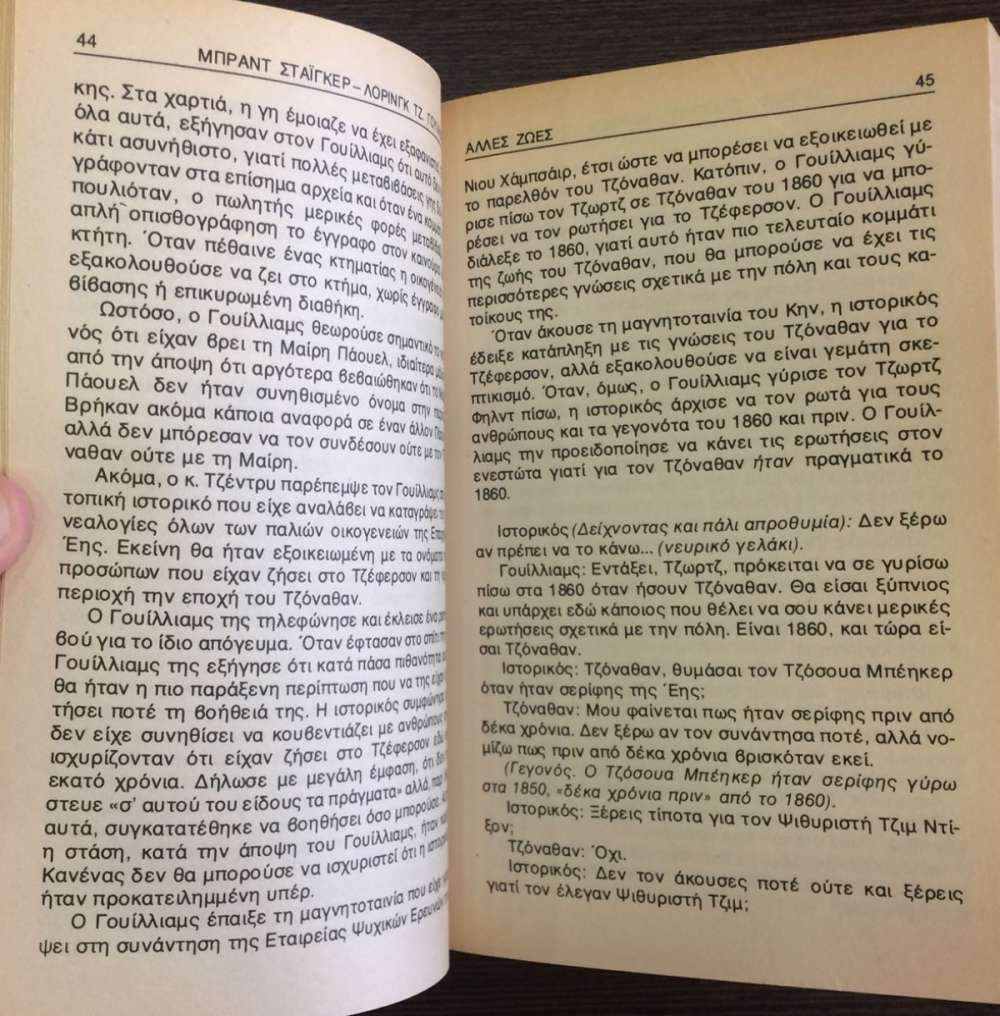 44
ΜΠΡΑΝΤ ΣΤΑΪΓΚΕΡ – ΛΟΡΙΝΓΚ ΤΖ.
κης. Στα χαρτιά, η γη έμοιαζε να έχει εξαφανιστεί.
όλα αυτά, εξήγησαν στον Γουίλλιαμς ότι αυτό δεν
κάτι ασυνήθιστο, γιατί πολλές μεταβιβάσεις γης δεν
γράφονταν στα επίσημα αρχεία και όταν ένα κομμάτι
πουλιόταν, ο πωλητής μερικές φορές
απλή οπισθογράφηση το έγγραφο στον καινούριο
κτήτη. Όταν πέθαινε ένας κτηματίας η οικογένεια
εξακολουθούσε να ζει στο κτήμα, χωρίς έγγραφο
βίβασης ή επικυρωμένη διαθήκη.
Ωστόσο, ο Γουίλλιαμς θεωρούσε σημαντικό το
νός ότι είχαν βρει τη Μαίρη Πάουελ, ιδιαίτερα
από την άποψη ότι αργότερα βεβαιώθηκαν ότι το
Πάουελ δεν ήταν συνηθισμένο όνομα στην
Βρήκαν ακόμα κάποια αναφορά σε έναν άλλον
αλλά δεν μπόρεσαν να τον συνδέσουν ούτε με τον
ναθαν ούτε με τη Μαίρη.
Ακόμα, ο κ. Τζέντρυ παρέπεμψε τον Γουίλλιαμς
τοπική ιστορικό που είχε αναλάβει να καταγράψει
νεαλογίες όλων των παλιών οικογενειών της
Έης. Εκείνη θα ήταν εξοικειωμένη με τα ονόματα
προσώπων που είχαν ζήσει στο Τζέφερσον και τη
περιοχή την εποχή του Τζόναθαν.
Ο Γουίλλιαμς της τηλεφώνησε και έκλεισε ένα
βού για το ίδιο απόγευμα. Όταν έφτασαν στο σπίτι
Γουίλλιαμς της εξήγησε ότι κατά πάσα πιθανότητα
θα ήταν η πιο παράξενη περίπτωση που να της είχαν
τήσει ποτέ τη βοήθειά της. Η ιστορικός συμφώνησε
δεν είχε συνηθίσει να κουβεντιάζει με ανθρώπους
ισχυρίζονταν ότι είχαν ζήσει στο Τζέφερσον εδώ
εκατό χρόνια. Δήλωσε με μεγάλη έμφαση, ότι δεν
στευε «σ' αυτού του είδους τα πράγματα» αλλά, παρ'
αυτά, συγκατατέθηκε να βοηθήσει όσο μπορούσε.
η στάση, κατά την άποψη του Γουίλλιαμς, ήταν
Κανένας δεν θα μπορούσε να ισχυριστεί ότι η
ήταν προκατειλημμένη υπέρ.
Ο Γουίλλιαμς έπαιξε τη μαγνητοταινία που είχε
ψει στη συνάντηση της Εταιρείας Ψυχικών Ερευνών
45
ΑΛΛΕΣ ΖΩΕΣ
Νιου Χάμπσάιρ, έτσι ώστε να μπορέσει να εξοικειωθεί με
το παρελθόν του Τζόναθαν. Κατόπιν, ο Γουίλλιαμς γύ-
ρισε πίσω τον Τζωρτζ σε Τζόναθαν του 1860 για να μπο-
ρέσει να τον ρωτήσει για το Τζέφερσον. Ο Γουίλλιαμς
διάλεξε το 1860, γιατί αυτό ήταν πιο τελευταίο κομμάτι
της ζωής του Τζόναθαν, που θα μπορούσε να έχει τις
περισσότερες γνώσεις σχετικά με την πόλη και τους κα-
τοίκους της.
Όταν άκουσε τη μαγνητοταινία του Κην, η ιστορικός
έδειξε κατάπληξη με τις γνώσεις του Τζόναθαν για το
Τζέφερσον, αλλά εξακολουθούσε να είναι γεμάτη σκε-
πτικισμό. Όταν, όμως, ο Γουίλλιαμς γύρισε τον Τζωρτζ
Φηλντ πίσω, η ιστορικός άρχισε να τον ρωτά για τους
ανθρώπους και τα γεγονότα του 1860 και πριν. Ο Γουίλ-
λιαμς την προειδοποίησε να κάνει τις ερωτήσεις στον
ενεστώτα γιατί για τον Τζόναθαν ήταν πραγματικά το
1860.
Ιστορικός (Δείχνοντας και πάλι απροθυμία): Δεν ξέρω
αν πρέπει να το κάνω... (νευρικό γελάκι).
Γουίλλιαμς: Εντάξει, Τζωρτζ, πρόκειται να σε γυρίσω
πίσω στα 1860 όταν ήσουν Τζόναθαν. Θα είσαι ξύπνιος
και υπάρχει εδώ κάποιος που θέλει να σου κάνει μερικές
ερωτήσεις σχετικά με την πόλη. Είναι 1860, και τώρα εί-
σαι Τζόναθαν.
Ιστορικός: Τζόναθαν, θυμάσαι τον Τζόσουα Μπέηκερ
όταν ήταν σερίφης της Έης;
Τζόναθαν: Μου φαίνεται πως ήταν σερίφης πριν από
δέκα χρόνια. Δεν ξέρω αν τον συνάντησα ποτέ, αλλά νο-
μίζω πως πριν από δέκα χρόνια βρισκόταν εκεί.
(Γεγονός. Ο Τζόσουα Μπέηκερ ήταν σερίφης γύρω
στα 1850, «δέκα χρόνια πριν» από το 1860).
Ιστορικός: Ξέρεις τίποτα για τον Ψιθυριστή Τζιμ Ντί-
ξον;
Τζόναθαν: Όχι.
Ιστορικός: Δεν τον άκουσες ποτέ ούτε και ξέρεις
γιατί τον έλεγαν Ψιθυριστή Τζιμ;